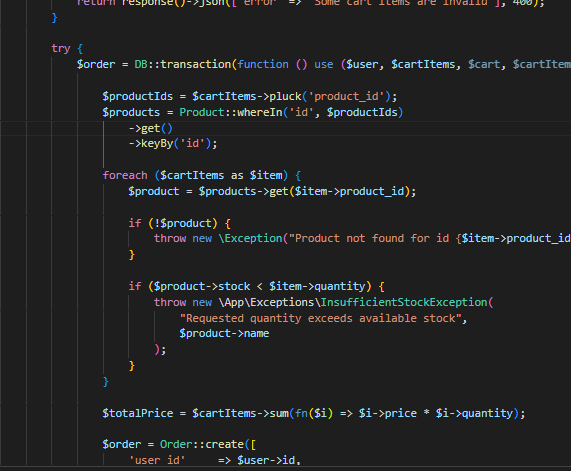 return response()->json(['error' => 'Some cart items are invalid'], 400);
}
try {
$order = DB::transaction(function () use ($user, $cartItems, $cart, $cartItem
$productIds = $cartItems->pluck('product_id');
$products = Product::whereIn('id', $productIds)
->get()
->keyBy('id');
foreach ($cartItems as $item) {
$product = $products->get($item->product_id);
if (!$product) {
throw new \Exception("Product not found for id {$item->product_id
}
if ($product->stock < $item->quantity) {
throw new \App\Exceptions\InsufficientStockException(
"Requested quantity exceeds available stock",
$product->name
);
}
}
$totalPrice = $cartItems->sum(fn($i) => $i->price * $i->quantity);
$order = Order::create([
'user_id' => $user->id,